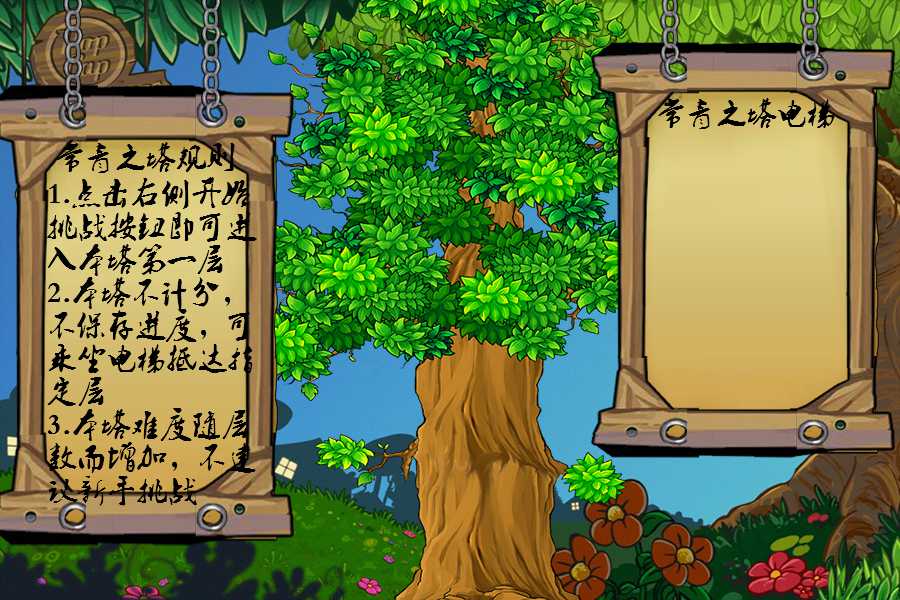 常青之塔规则
1.点击右侧开始
挑战按钮即可进
入本塔第一层
2.本塔不计分，
不保存进度，可
乘坐电梯抵达指
定层
3.本塔难度随层
数而增加，不建
议新手挑战
常青之塔电梯